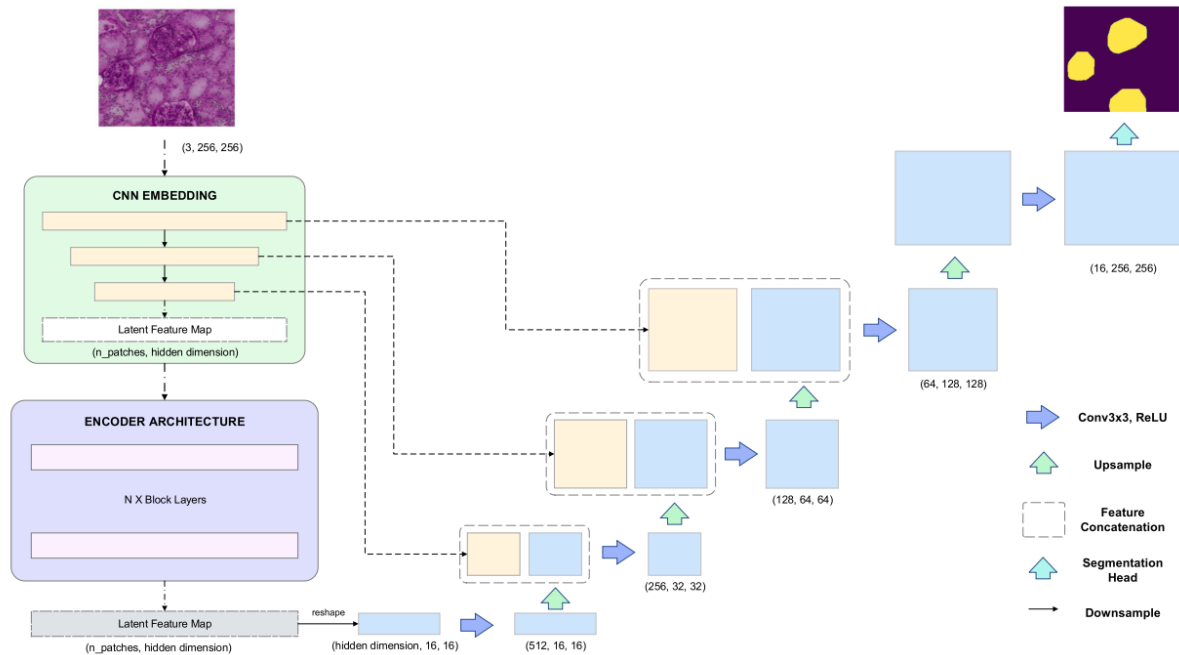 (3, 256, 256)
CNN EMBEDDING
Latent Feature Map
(n_patches, hidden dimension)
ENCODER ARCHITECTURE
N X Block Layers
Latent Feature Map
(n_patches, hidden dimension)
reshape
(hidden dimension, 16, 16)
(512, 16, 16)
(256, 32, 32)
(128, 64, 64)
(64, 128, 128)
(16, 256, 256)
Conv3x3, ReLU
Upsample
Feature
Concatenation
Segmentation
Head
Downsample